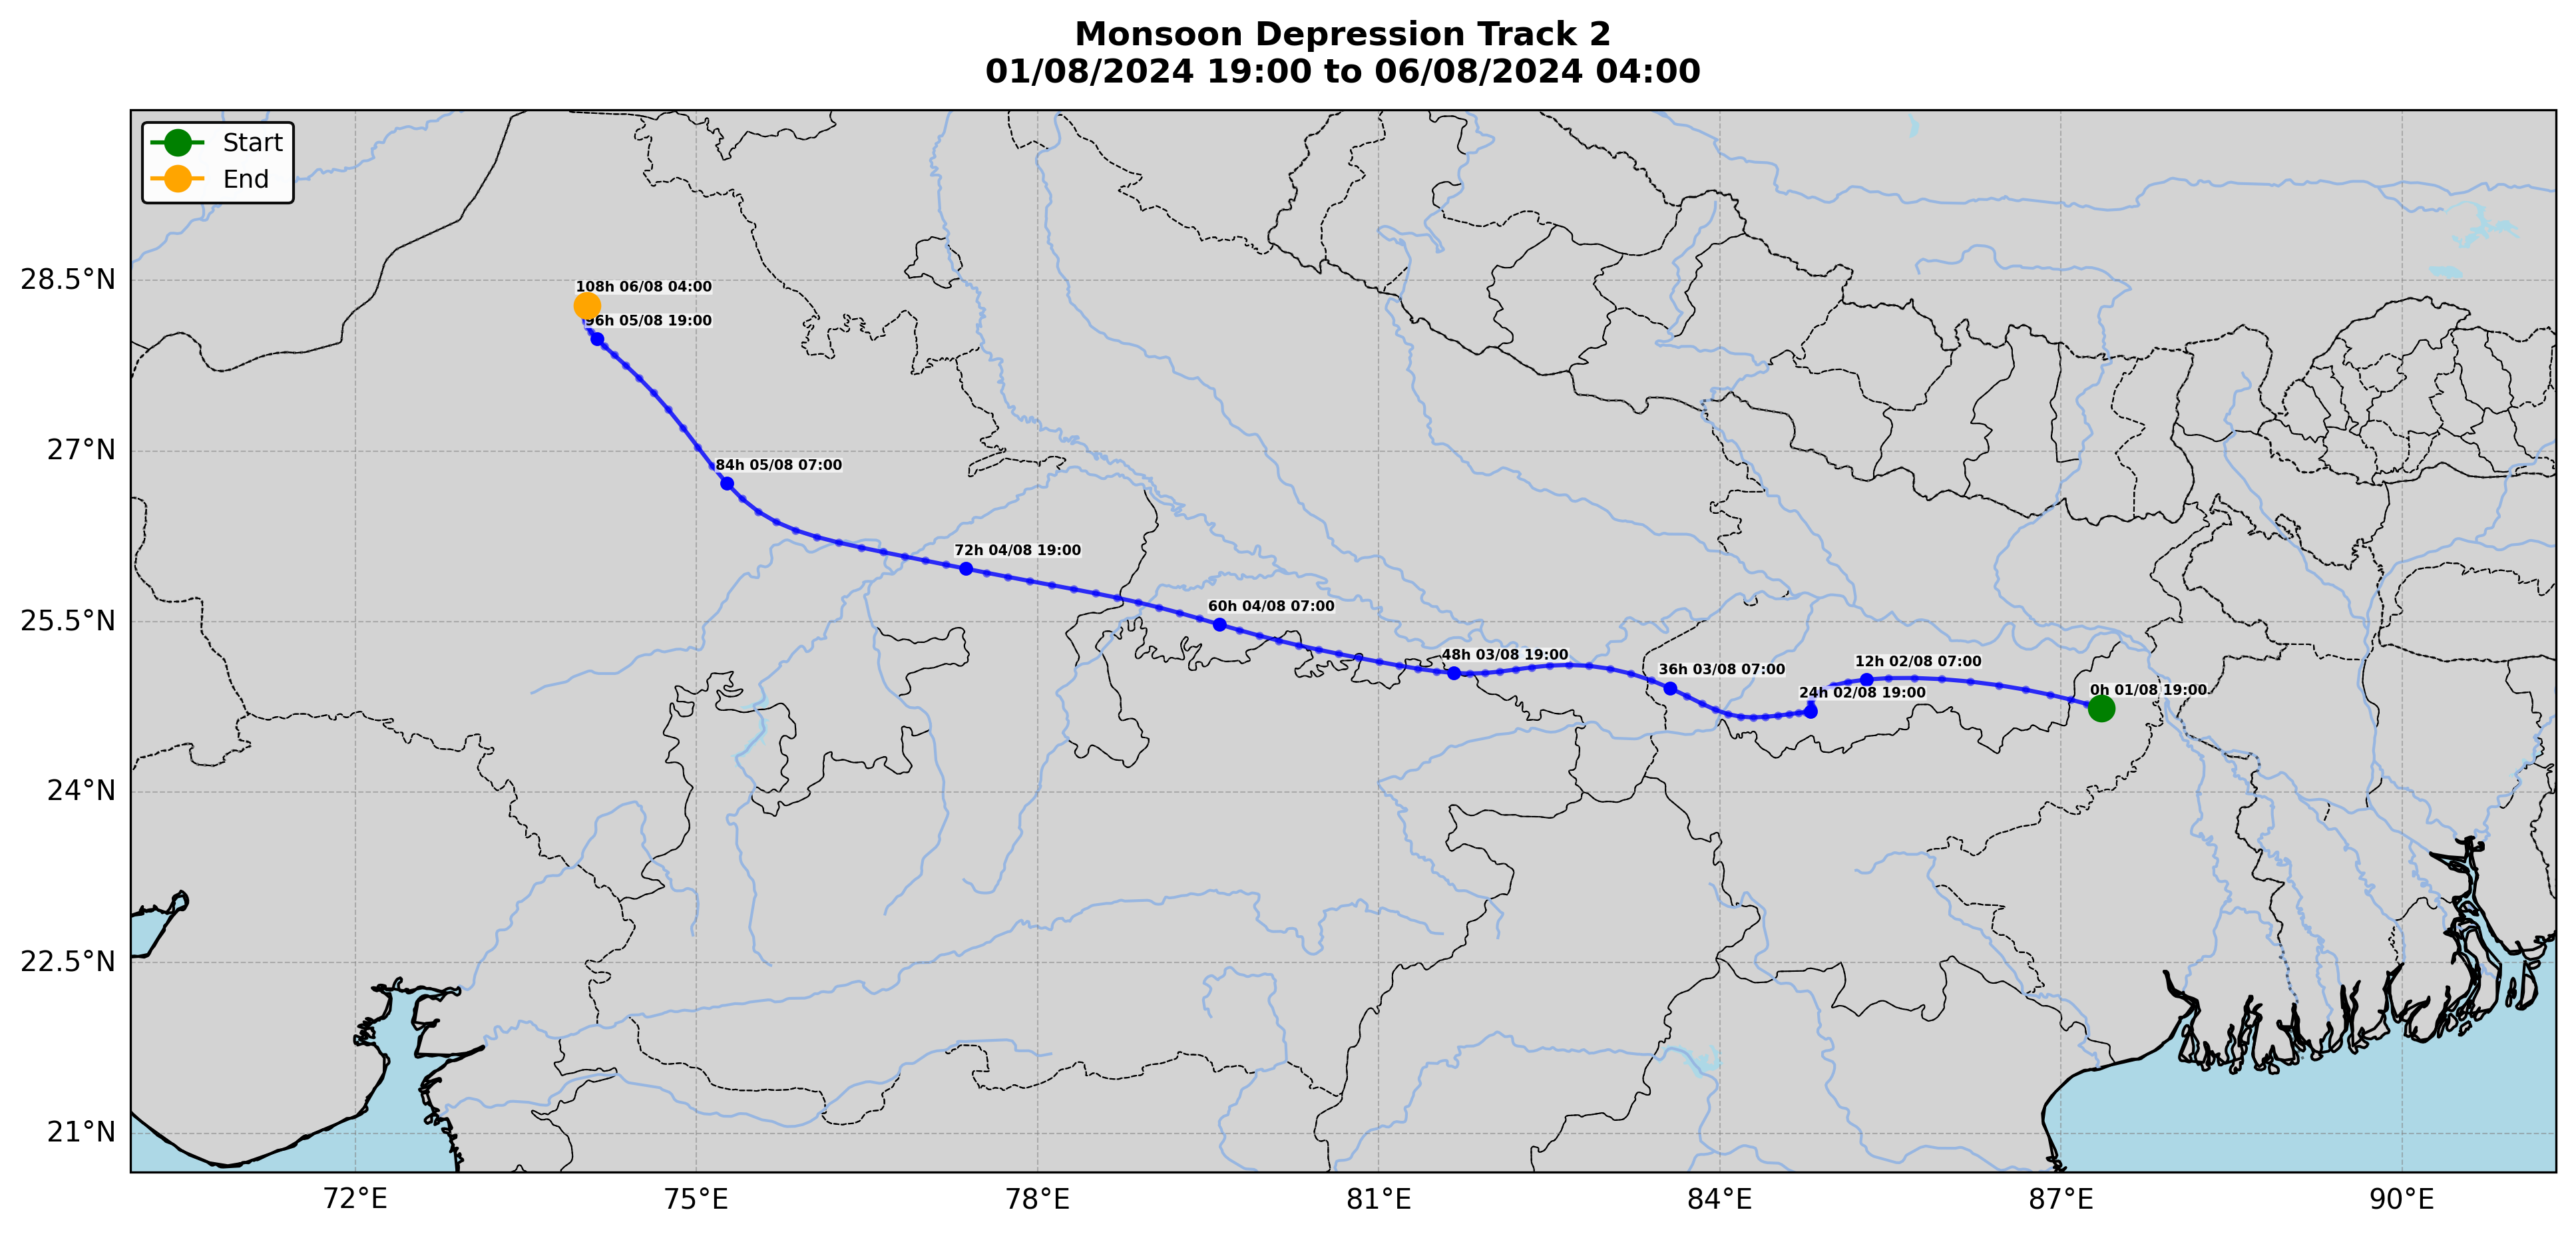 Monsoon Depression Track 2
01/08/2024 19:00 to 06/08/2024 04:00
Start
End
28.5°N
27°N
25.5°N
24°N
22.5°N
21°N
108h 06/08 04:00
96h 05/08 19:00
84h 05/08 07:00
72h 04/08 19:00
60h 04/08 07:00
48h 03/08 19:00
36h 03/08 07:00
12h 02/08 07:00
24h 02/08 19:00
0h 01/08 19:00
72°E
75°E
78°E
81°E
84°E
87°E
90°E